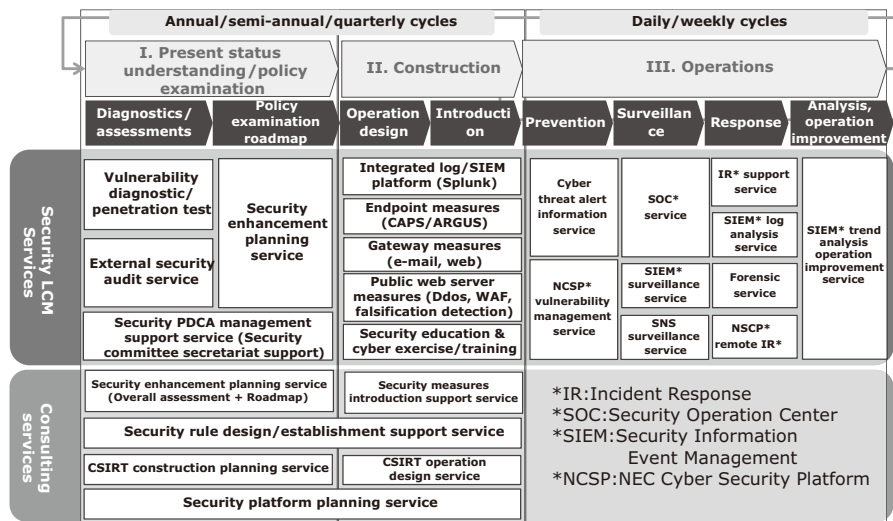 Annual/semi-annual/quarterly cycles
Daily/weekly cycles
I. Present status
understanding/policy
examination
II. Construction
III. Operations
Diagnostics/
assessments
Policy
examination
roadmap
Operation
design
Introducti
on
Prevention
Surveillan
ce
Response
Analysis,
operation
improvement
Security LCM
Services
Vulnerability
diagnostic
/penetration test
External security
audit service
Security
enhancement
planning
service
Security PDCA management
support service (Security
committee secretariat support)
Integrated log/SIEM
platform (Splunk)
Endpoint measures
(CAPS/ARGUS)
Gateway measures
(e-mail, web)
Public web server
measures (Ddos, WAF,
falsification detection)
Security education &
cyber exercise/training
Cyber
threat alert
information
service
NCSP*
vulnerability
management
service
SOC*
service
SIEM*
surveillance
service
SNS
surveillance
service
IR* support
service
SIEM* log
analysis
service
Forensic
service
NSCP*
remote IR*
SIEM* trend
analysis
operation
improvement
service
Consulting
services
Security enhancement planning service
(Overall assessment + Roadmap)
Security measures
introduction support service
Security rule design/establishment support service
CSIRT construction planning service
CSIRT operation
design service
Security platform planning service
*IR:Incident Response
*SOC:Security Operation Center
*SIEM:Security Information
Event Management
*NCSP:NEC Cyber Security Platform